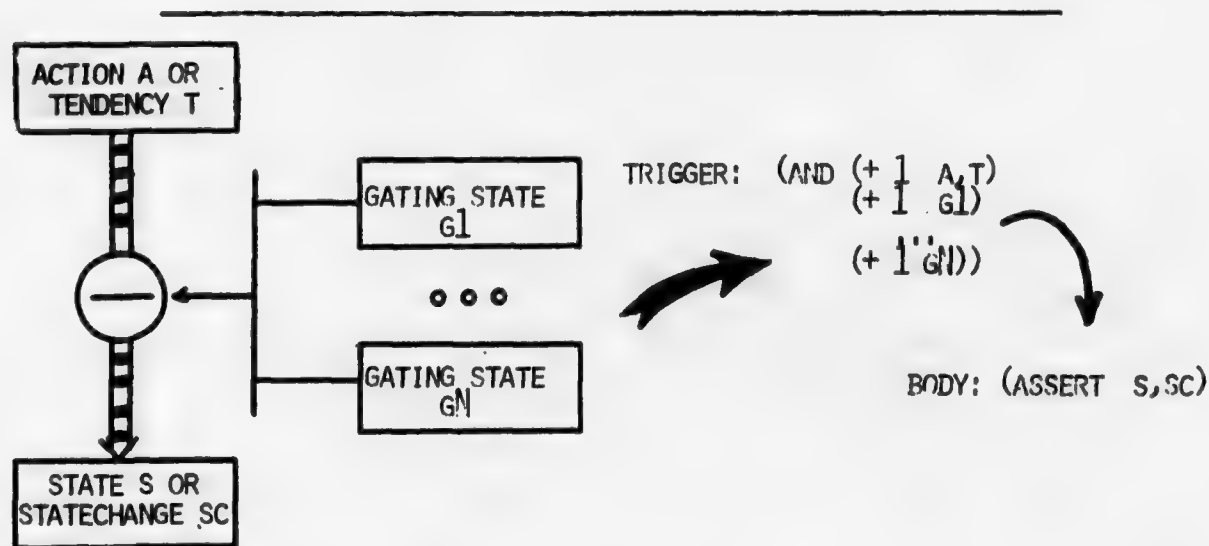 ACTION A OR
TENDENCY T
GATING STATE
G1
GATING STATE
GN
STATE S OR
STATECHANGE SC
TRIGGER: (AND (+ 1 A,T)
(+ 1 G1)
...
(+ 1 GN))
BODY: (ASSERT S,SC)